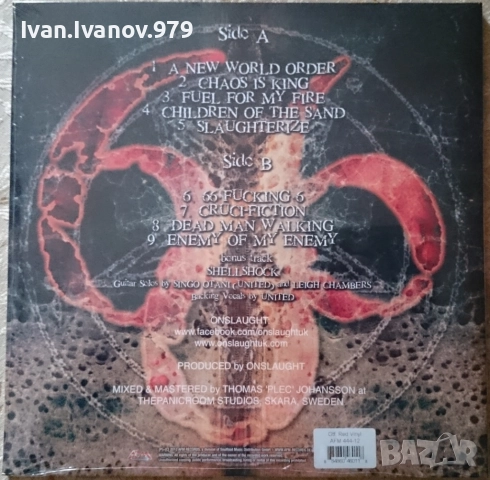 Ivan.Ivanov.979
Side A
1 A NEW WORLD ORDER
2 CHAOS IS KING
3 FUEL FOR MY FIRE
4 CHILDREN OF THE SAND
5 SLAUGHTERIZE
Side B
6 66 FUCKING 6
7 CRUCIFICTION
8 DEAD MAN WALKING
9 ENEMY OF MY ENEMY
bonus track
SHELLSHOCK
Guitar Solos by SINGO OTANI (UNITED) and LEIGH CHAMBERS
Backing Vocals by UNITED
ONSLAUGHT
www.facebook.com/onslaughtuk
www.onslaughtuk.com
PRODUCED by ONSLAUGHT
MIXED & MASTERED by THOMAS 'PLEC' JOHANSSON at
THEPANICROOM STUDIOS, SKARA, SWEDEN
BAZAR